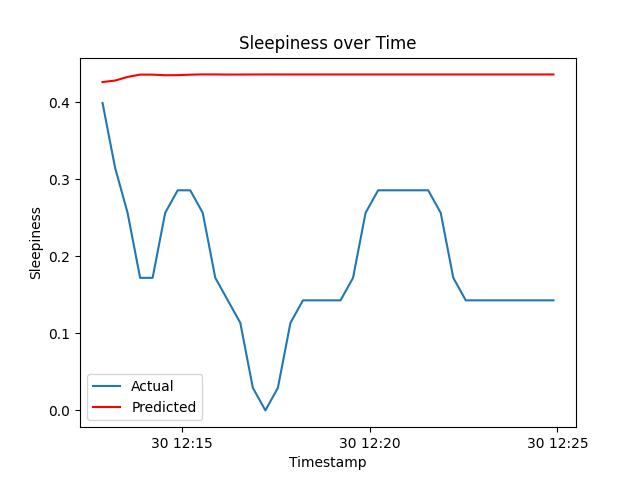 Sleepiness over Time
Sleepiness
0.4
0.3
0.2
0.1
0.0
Actual
Predicted
30 12:15
30 12:20
30 12:25
Timestamp